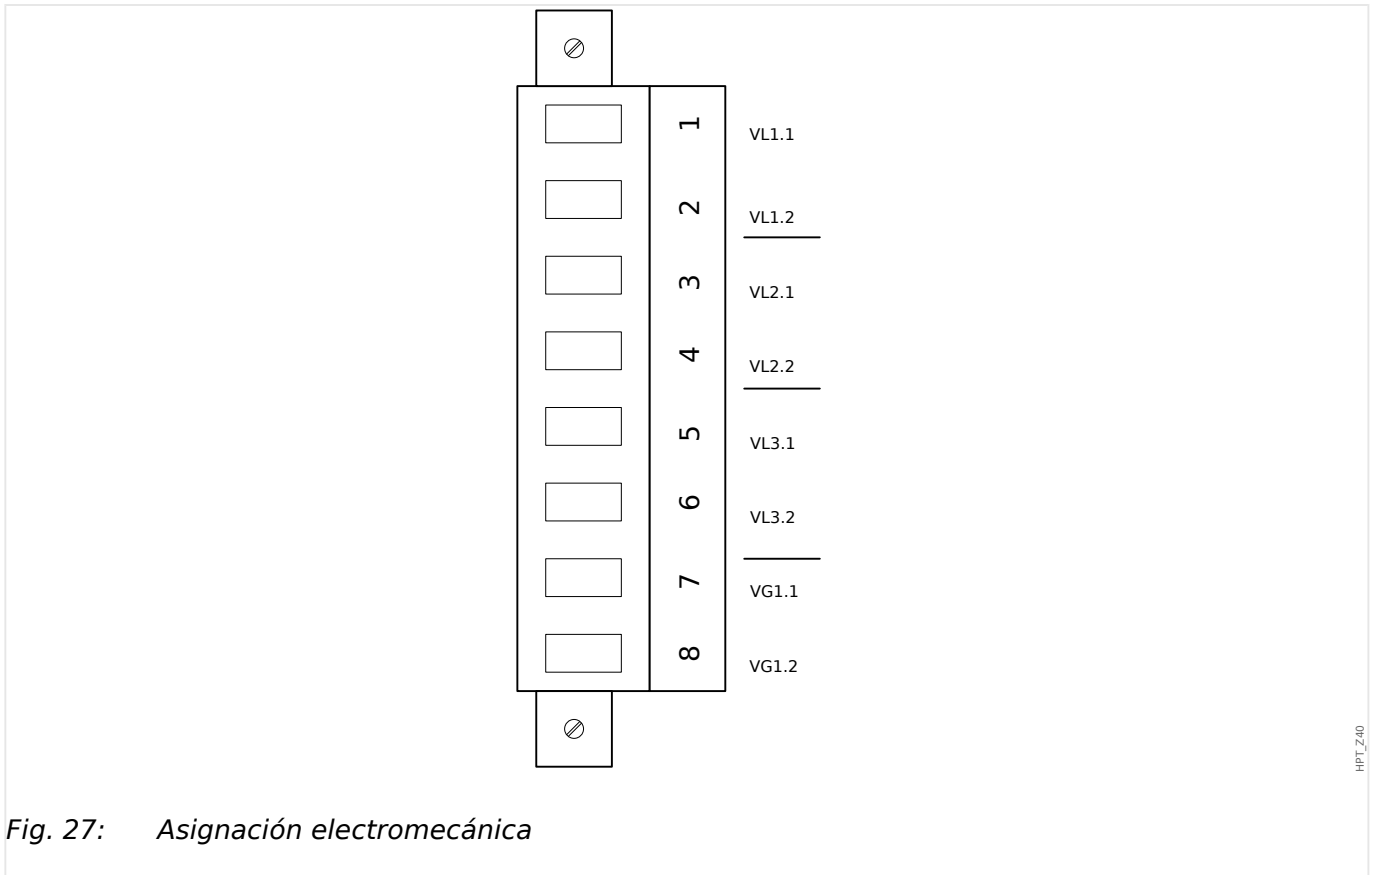 1 VL1.1
2 VL1.2
3 VL2.1
4 VL2.2
5 VL3.1
6 VL3.2
7 VG1.1
8 VG1.2
HPT_Z40
Fig. 27: Asignación electromecánica